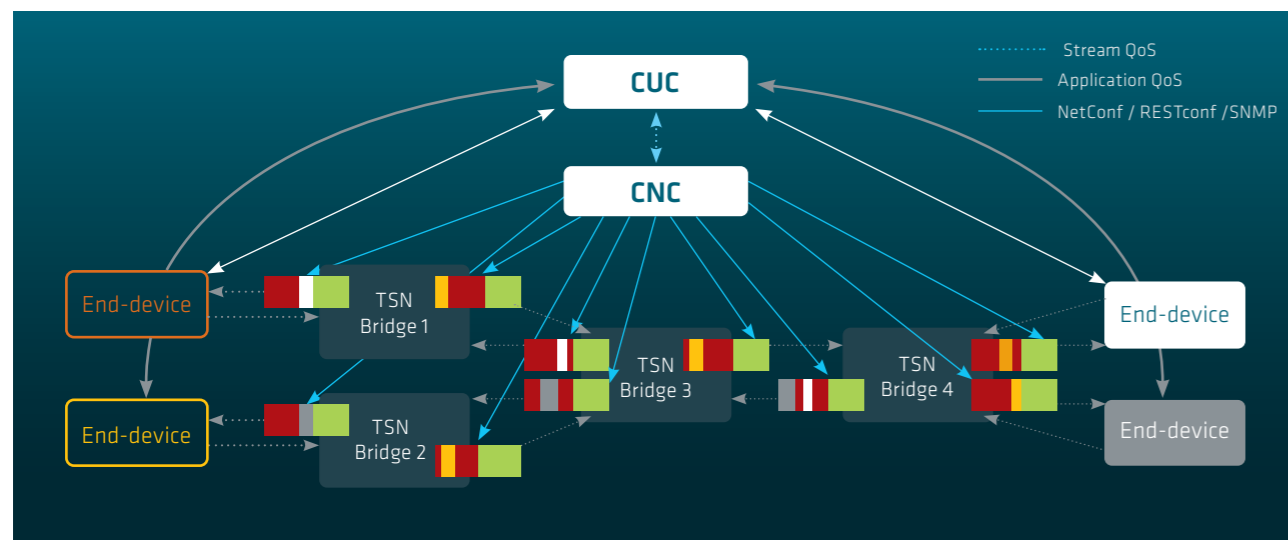 Stream QoS
CUC
Application QoS
NetConf / RESTconf /SNMP
CNC
End-device
TSN
Bridge 1
End-device
TSN
Bridge 3
TSN
Bridge 4
End-device
TSN
Bridge 2
End-device